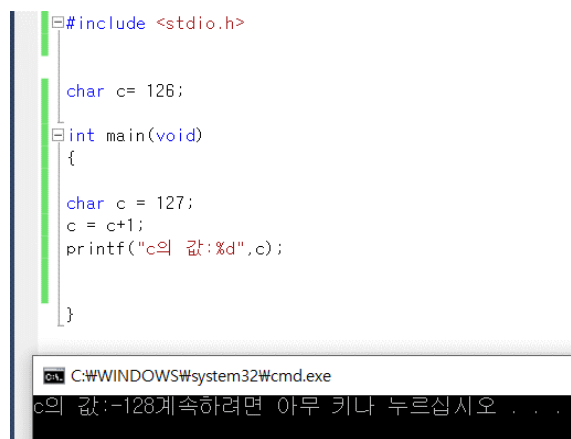 #include <stdio.h>
char c= 126;
int main(void)
{
char c = 127;
c = c+1;
printf("c의 값:%d",c);
}
C:₩WINDOWS₩system32₩cmd.exe
c의 값:-128계속하려면 아무 키나 누르십시오 . . .